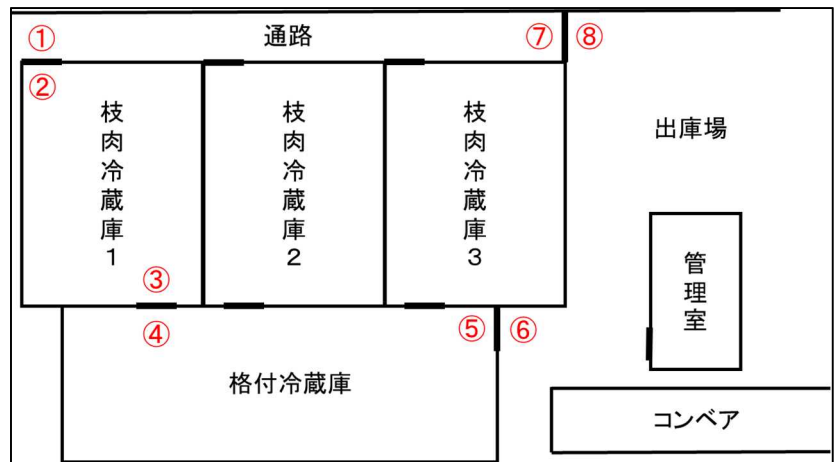 ① 通路 ⑦ ⑧
②
枝肉冷蔵庫1
枝肉冷蔵庫2
枝肉冷蔵庫3
出庫場
③
④
⑤ ⑥
管理室
格付冷蔵庫
コンベア